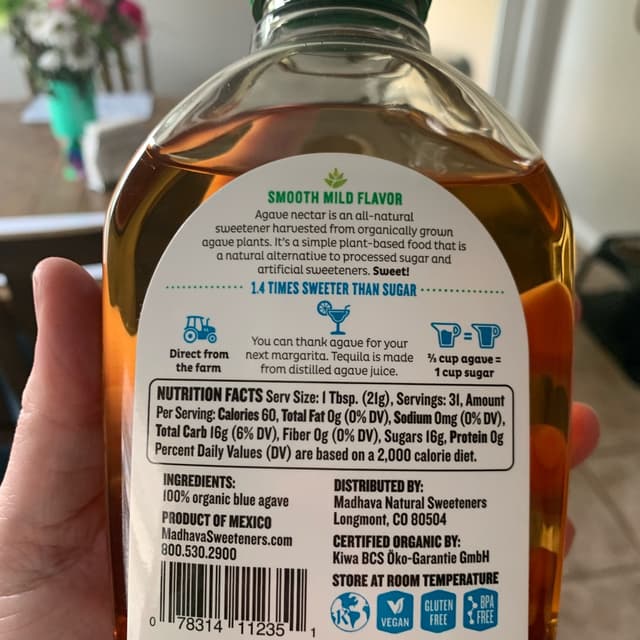 SMOOTH MILD FLAVOR
Agave nectar is an all-natural
sweetener harvested from organically grown
agave plants. It's a simple plant-based food that is
a natural alternative to processed sugar and
artificial sweeteners. Sweet!
1.4 TIMES SWEETER THAN SUGAR
Direct from
the farm
You can thank agave for your
next margarita. Tequila is made
from distilled agave juice.
=
⅔ cup agave =
1 cup sugar
NUTRITION FACTS Serv Size: 1 Tbsp. (21g), Servings: 31, Amount
Per Serving: Calories 60, Total Fat 0g (0% DV), Sodium 0mg (0% DV),
Total Carb 16g (6% DV), Fiber 0g (0% DV), Sugars 16g, Protein 0g
Percent Daily Values (DV) are based on a 2,000 calorie diet.
INGREDIENTS:
100% organic blue agave
PRODUCT OF MEXICO
MadhavaSweeteners.com
800.530.2900
DISTRIBUTED BY:
Madhava Natural Sweeteners
Longmont, CO 80504
CERTIFIED ORGANIC BY:
Kiwa BCS Öko-Garantie GmbH
STORE AT ROOM TEMPERATURE
K
VEGAN
GLUTEN
FREE
BPA
FREE
0 78314 11235 1